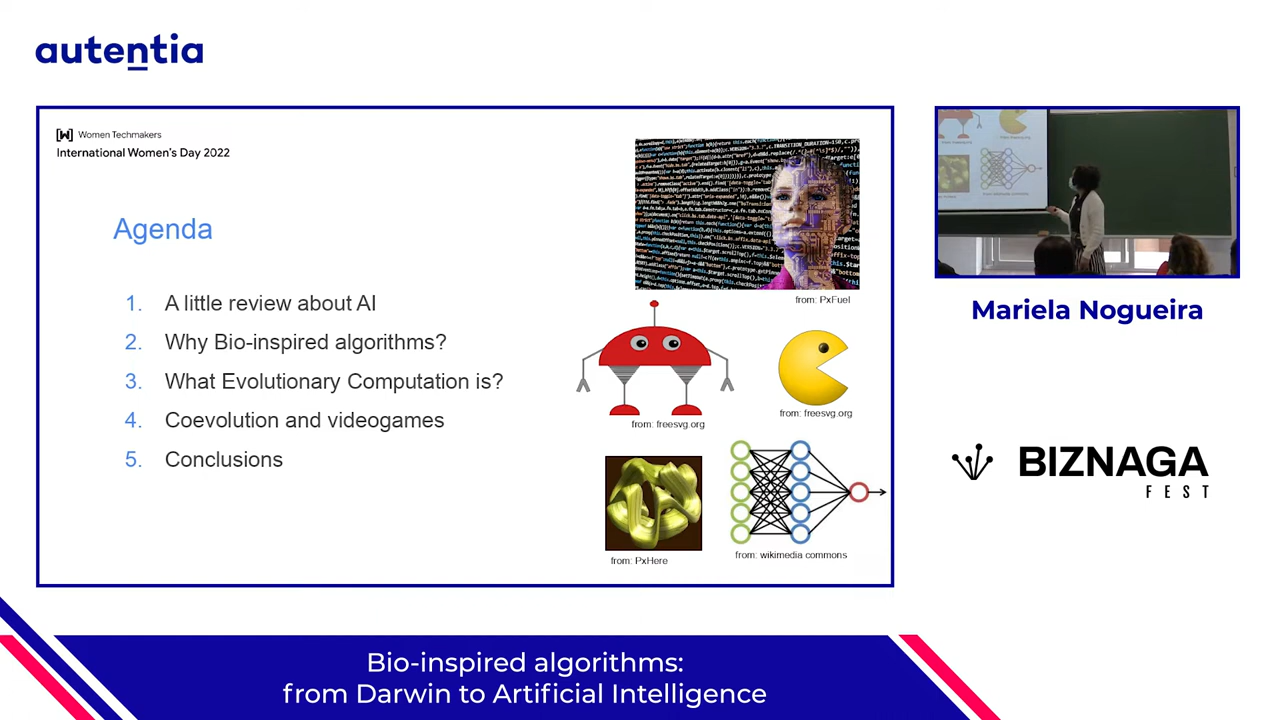 autentia
[W] Women Techmakers
International Women's Day 2022
Agenda
1. A little review about AI
2. Why Bio-inspired algorithms?
3. What Evolutionary Computation is?
4. Coevolution and videogames
5. Conclusions
from: PxFuel
from: freesvg.org
from: freesvg.org
from: PxHere
from: wikimedia commons
Mariela Nogueira
BIZNAGA
FEST
Bio-inspired algorithms:
from Darwin to Artificial Intelligence